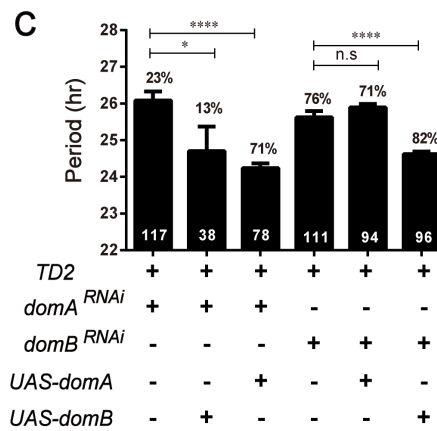 C
**** ****
* n.s
Period (hr)
28
27
26
25
24
23
22
23% 13% 71% 76% 71% 82%
117 38 78 111 94 96
TD2 + + + + + +
domA RNAi + + + - - -
domB RNAi - - - + + +
UAS-domA - - + - + -
UAS-domB - + - - - +